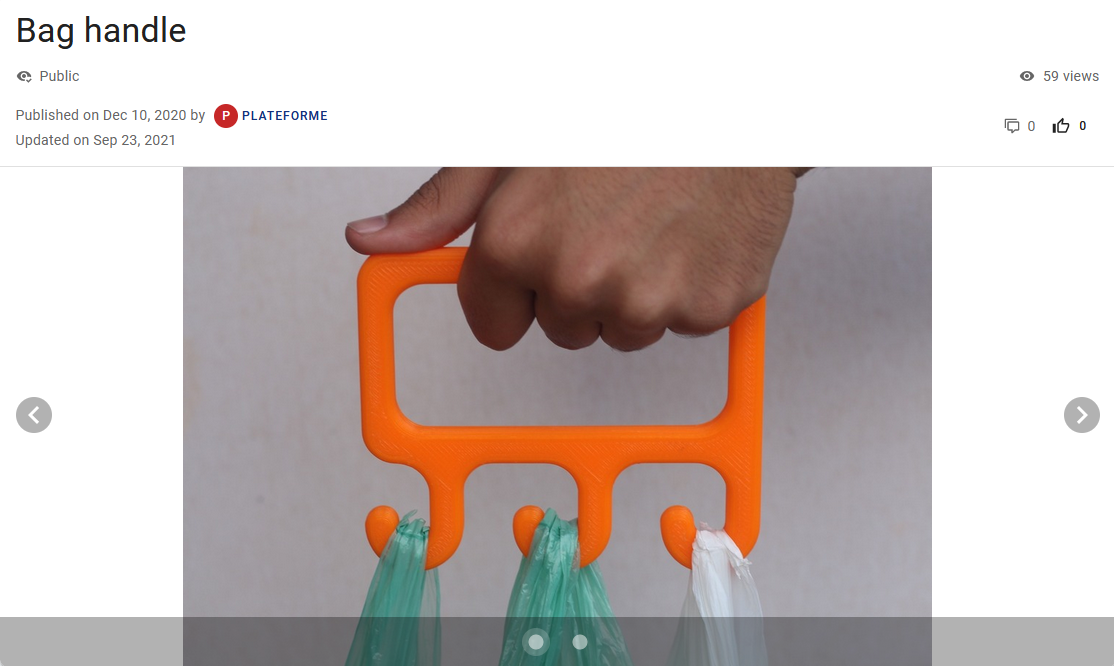 Bag handle
Public
59 views
Published on Dec 10, 2020 by P PLATEFORME
Updated on Sep 23, 2021
0 0